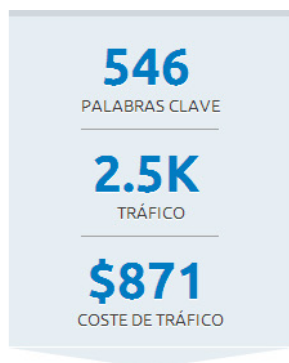 546
PALABRAS CLAVE
2.5K
TRÁFICO
$871
COSTE DE TRÁFICO